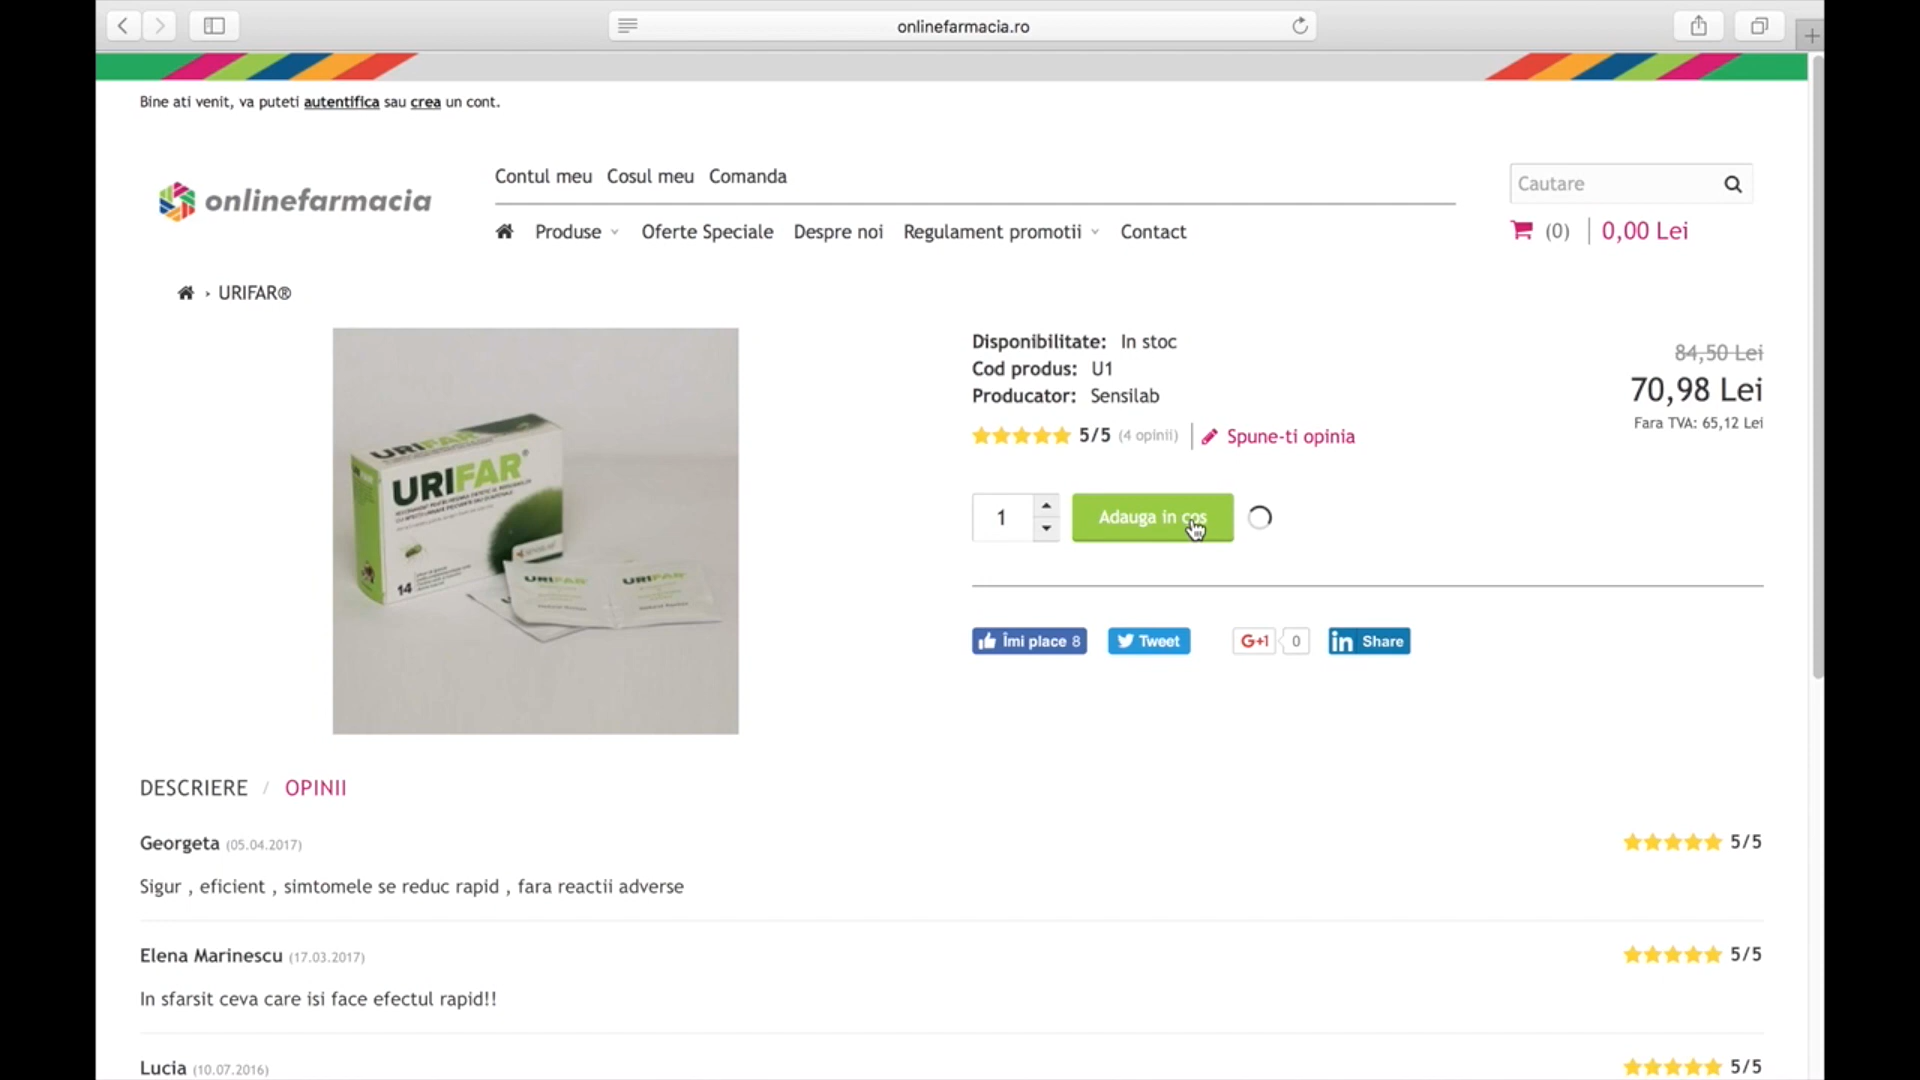 onlinefarmacia.ro
Bine ati venit, va puteti autentifica sau crea un cont.
onlinefarmacia
Contul meu Cosul meu Comanda
Cautare
Produse Oferte Speciale Despre noi Regulament promotii Contact
(0) 0,00 Lei
› URIFAR®
Disponibilitate: In stoc
Cod produs: U1
Producator: Sensilab
84,50 Lei
70,98 Lei
Fara TVA: 65,12 Lei
5/5 (4 opinii) Spune-ti opinia
1 Adauga in cos
Îmi place 8 Tweet G+1 0 in Share
URIFAR
URIFAR®
14
URIFAR URIFAR
DESCRIERE / OPINII
Georgeta (05.04.2017) 5/5
Sigur , eficient , simtomele se reduc rapid , fara reactii adverse
Elena Marinescu (17.03.2017) 5/5
In sfarsit ceva care isi face efectul rapid!!
Lucia (10.07.2016) 5/5